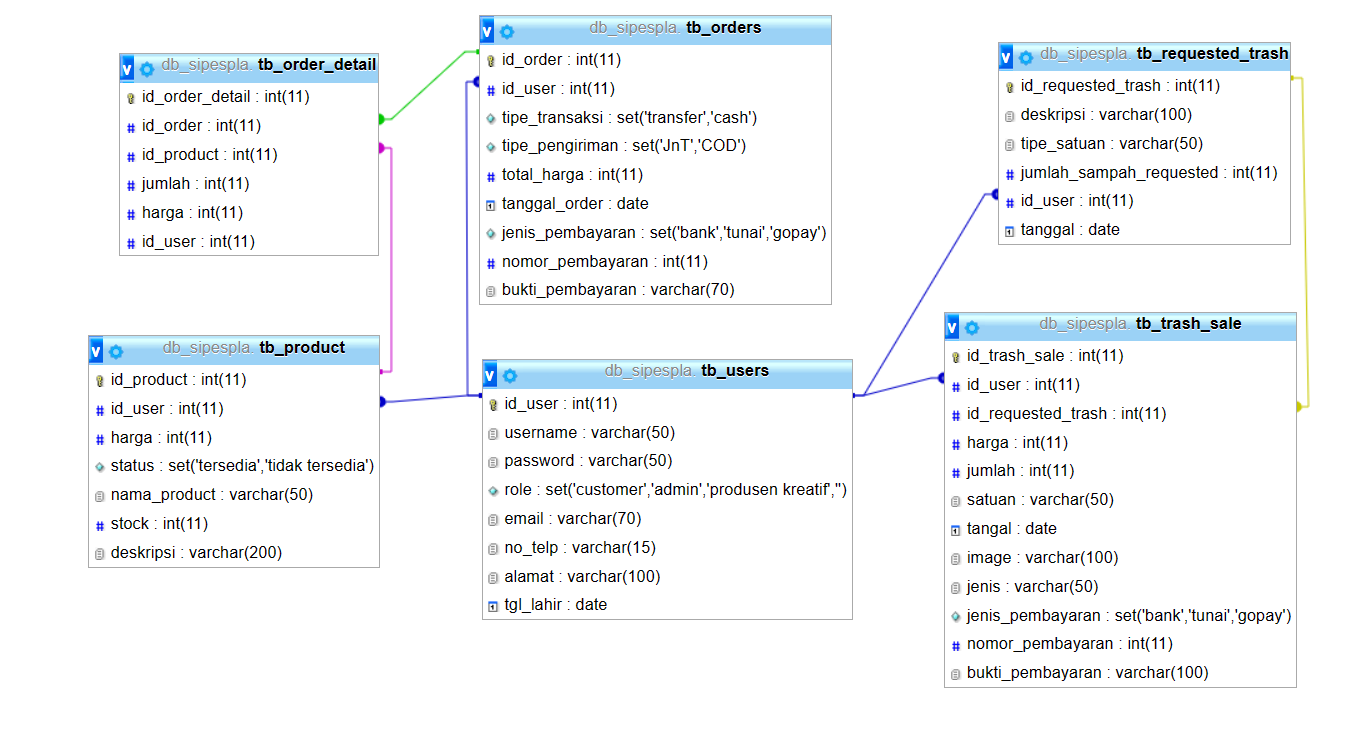 db_sipespla. tb_order_detail
id_order_detail : int(11)
id_order : int(11)
id_product : int(11)
jumlah : int(11)
harga : int(11)
id_user : int(11)
db_sipespla. tb_orders
id_order : int(11)
id_user : int(11)
tipe_transaksi : set('transfer','cash')
tipe_pengiriman : set('JnT','COD')
total_harga : int(11)
tanggal_order : date
jenis_pembayaran : set('bank','tunai','gopay')
nomor_pembayaran : int(11)
bukti_pembayaran : varchar(70)
db_sipespla. tb_requested_trash
id_requested_trash : int(11)
deskripsi : varchar(100)
tipe_satuan : varchar(50)
jumlah_sampah_requested : int(11)
id_user : int(11)
tanggal : date
db_sipespla. tb_product
id_product : int(11)
id_user : int(11)
harga : int(11)
status : set('tersedia','tidak tersedia')
nama_product : varchar(50)
stock : int(11)
deskripsi : varchar(200)
db_sipespla. tb_users
id_user : int(11)
username : varchar(50)
password : varchar(50)
role : set('customer','admin','produsen kreatif','')
email : varchar(70)
no_telp : varchar(15)
alamat : varchar(100)
tgl_lahir : date
db_sipespla. tb_trash_sale
id_trash_sale : int(11)
id_user : int(11)
id_requested_trash : int(11)
harga : int(11)
jumlah : int(11)
satuan : varchar(50)
tangal : date
image : varchar(100)
jenis : varchar(50)
jenis_pembayaran : set('bank','tunai','gopay')
nomor_pembayaran : int(11)
bukti_pembayaran : varchar(100)